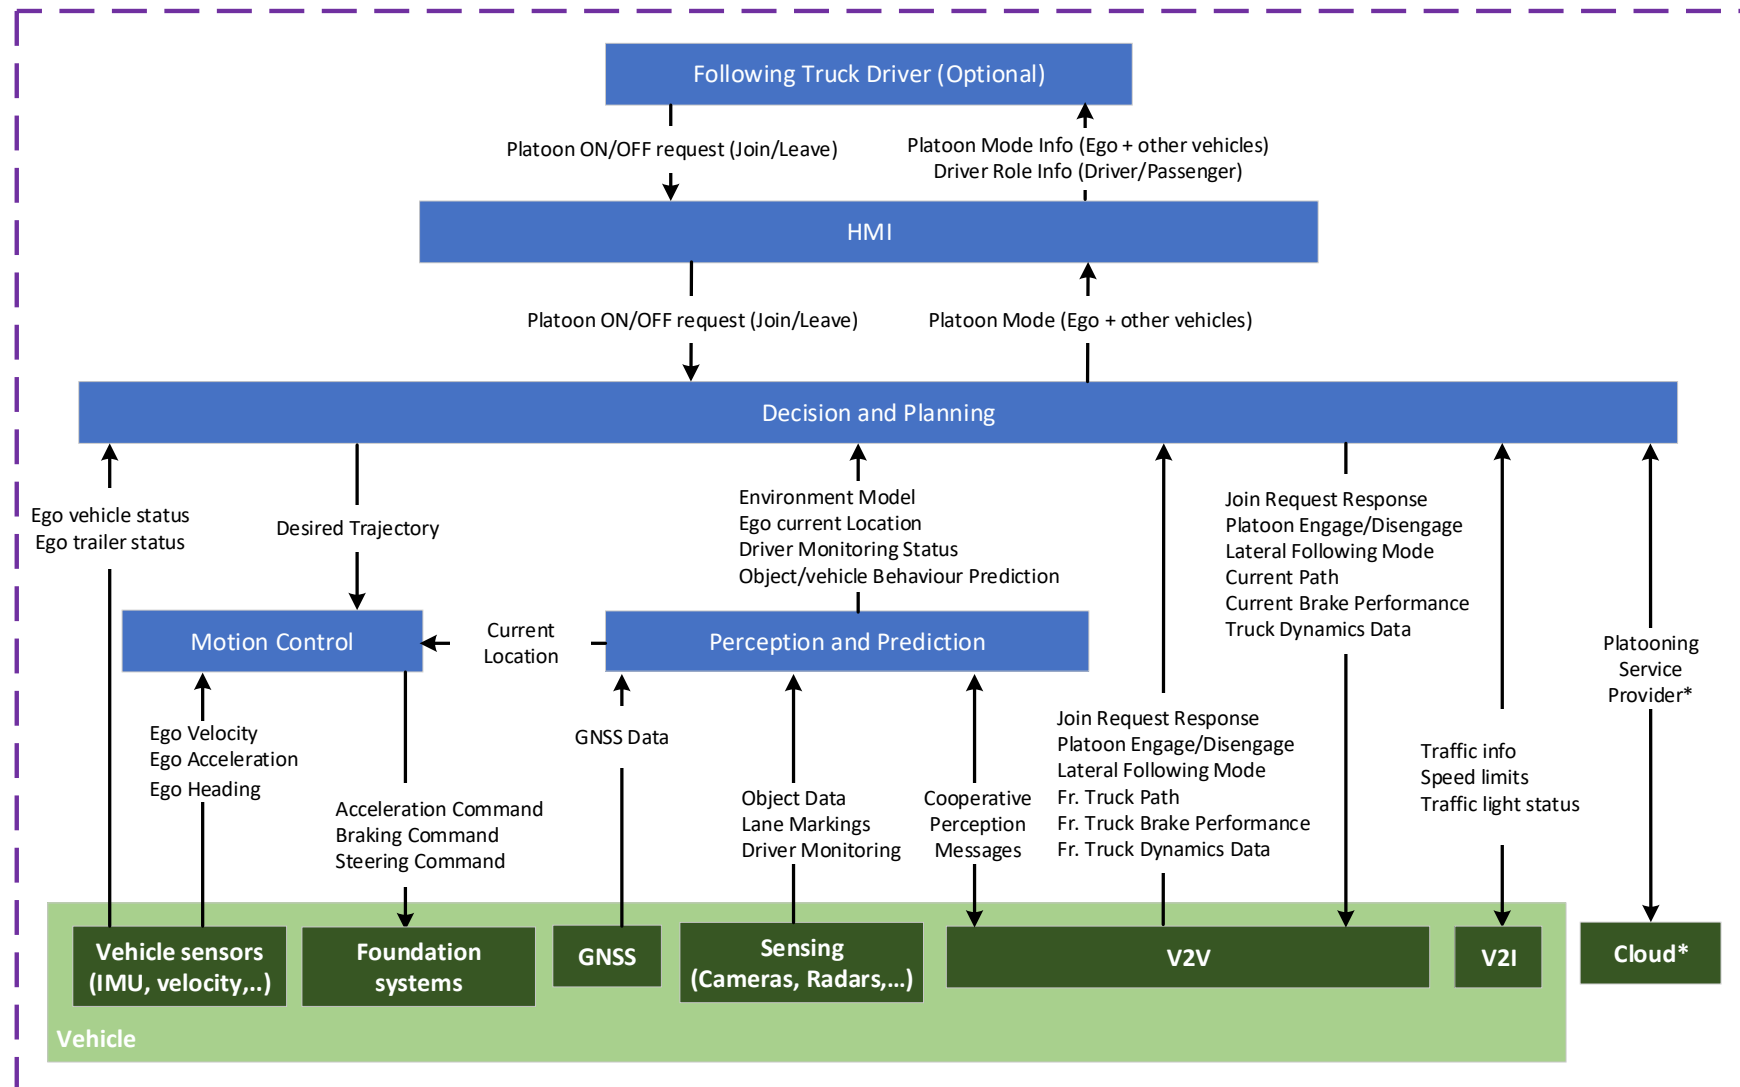 Following Truck Driver (Optional)
Platoon ON/OFF request (Join/Leave)
Platoon Mode Info (Ego + other vehicles)
Driver Role Info (Driver/Passenger)
HMI
Platoon ON/OFF request (Join/Leave)
Platoon Mode (Ego + other vehicles)
Decision and Planning
Ego vehicle status
Ego trailer status
Desired Trajectory
Environment Model
Ego current Location
Driver Monitoring Status
Object/vehicle Behaviour Prediction
Join Request Response
Platoon Engage/Disengage
Lateral Following Mode
Current Path
Current Brake Performance
Truck Dynamics Data
Motion Control
Current
Location
Perception and Prediction
Platooning
Service
Provider*
Ego Velocity
Ego Acceleration
Ego Heading
GNSS Data
Join Request Response
Platoon Engage/Disengage
Lateral Following Mode
Fr. Truck Path
Fr. Truck Brake Performance
Fr. Truck Dynamics Data
Traffic info
Speed limits
Traffic light status
Acceleration Command
Braking Command
Steering Command
Object Data
Lane Markings
Driver Monitoring
Cooperative
Perception
Messages
Vehicle sensors
(IMU, velocity,..)
Foundation
systems
GNSS
Sensing
(Cameras, Radars,...)
V2V
V2I
Cloud*
Vehicle